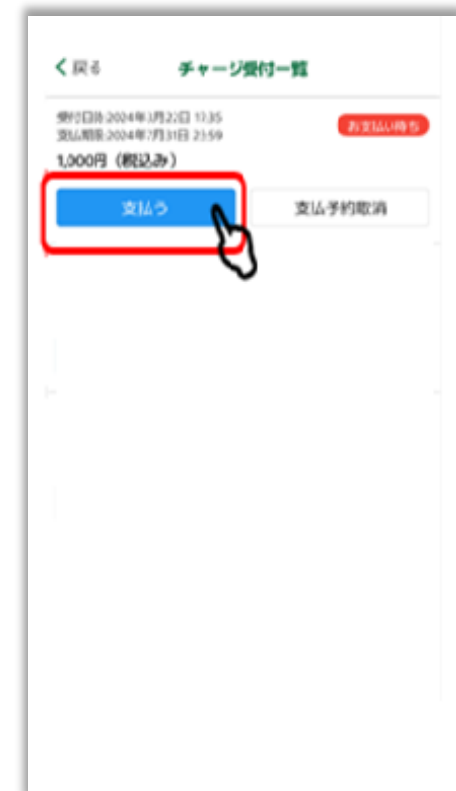 戻る
チャージ受付一覧
受付日時:2024年3月22日 17:35
支払期限:2024年7月31日 23:59
お支払い待ち
1,000円（税込み）
支払う
支払予約取消